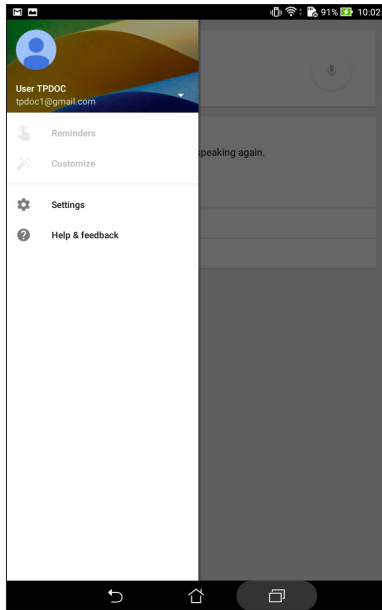 91% 10:02
User TPDOC
tpdoc1@gmail.com
Reminders
speaking again.
Customize
Settings
Help & feedback